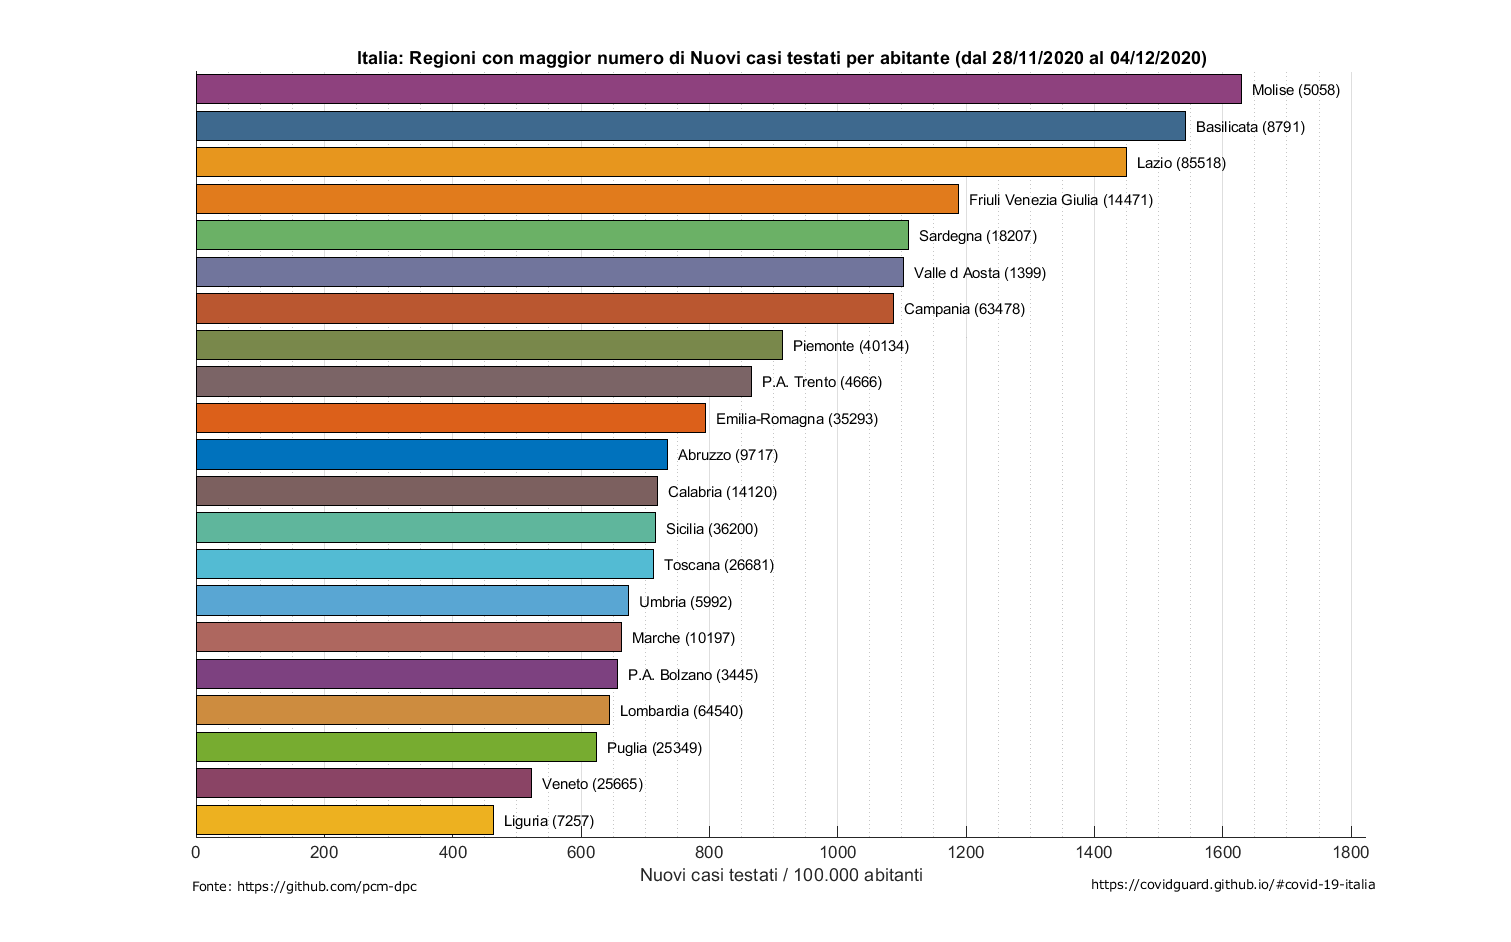 Italia: Regioni con maggior numero di Nuovi casi testati per abitante (dal 28/11/2020 al 04/12/2020)
Molise (5058)
Basilicata (8791)
Lazio (85518)
Friuli Venezia Giulia (14471)
Sardegna (18207)
Valle d Aosta (1399)
Campania (63478)
Piemonte (40134)
P.A. Trento (4666)
Emilia-Romagna (35293)
Abruzzo (9717)
Calabria (14120)
Sicilia (36200)
Toscana (26681)
Umbria (5992)
Marche (10197)
P.A. Bolzano (3445)
Lombardia (64540)
Puglia (25349)
Veneto (25665)
Liguria (7257)
0 200 400 600 800 1000 1200 1400 1600 1800
Nuovi casi testati / 100.000 abitanti
Fonte: https://github.com/pcm-dpc
https://covidguard.github.io/#covid-19-italia